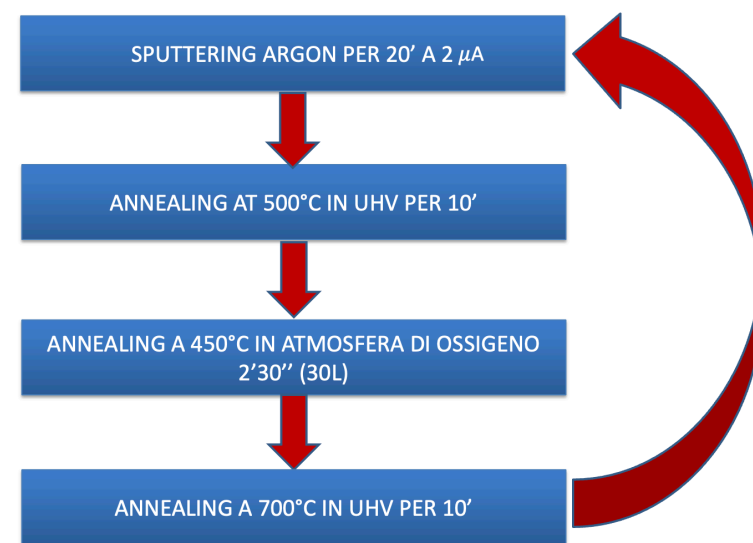 SPUTTERING ARGON PER 20’ A 2 𝜇A
ANNEALING AT 500°C IN UHV PER 10’
ANNEALING A 450°C IN ATMOSFERA DI OSSIGENO
2’30’’ (30L)
ANNEALING A 700°C IN UHV PER 10’